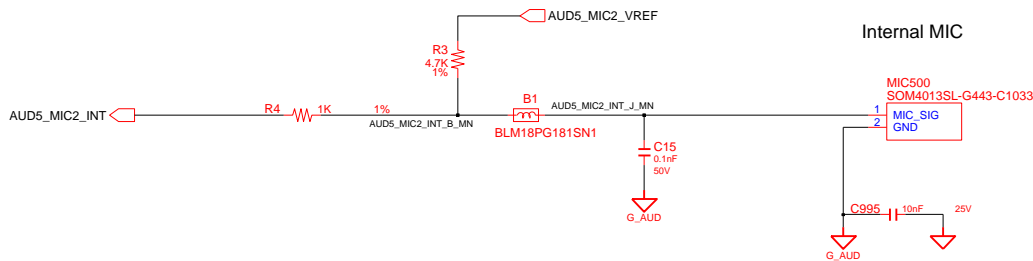 AUD5_MIC2_VREF
Internal MIC
R3
4.7K
1%
MIC500
SOM4013SL-G443-C1033
B1
AUD5_MIC2_INT
R4
1K
1%
AUD5_MIC2_INT_B_MN
AUD5_MIC2_INT_J_MN
BLM18PG181SN1
1
MIC_SIG
2
GND
C15
0.1nF
50V
G_AUD
C995
10nF
25V
G_AUD